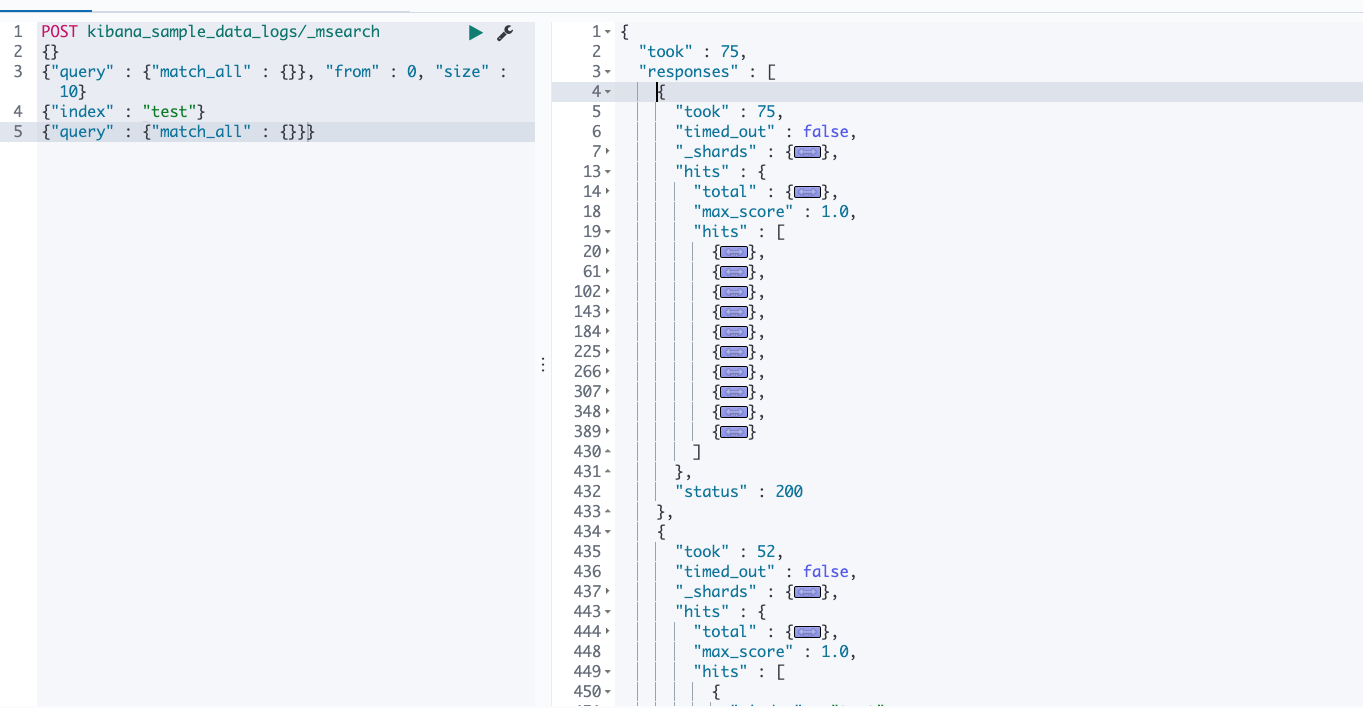 1 POST kibana_sample_data_logs/_msearch
2 {}
3 {"query" : {"match_all" : {}}, "from" : 0, "size" :
10}
4 {"index" : "test"}
5 {"query" : {"match_all" : {}}}
1 {
2 "took" : 75,
3 "responses" : [
4 {
5 "took" : 75,
6 "timed_out" : false,
7 "_shards" : {},
13 "hits" : {
14 "total" : {},
18 "max_score" : 1.0,
19 "hits" : [
20 {},
61 {},
102 {},
143 {},
184 {},
225 {},
266 {},
307 {},
348 {},
389 {}
430 ]
431 },
432 "status" : 200
433 },
434 {
435 "took" : 52,
436 "timed_out" : false,
437 "_shards" : {},
443 "hits" : {
444 "total" : {},
448 "max_score" : 1.0,
449 "hits" : [
450 {